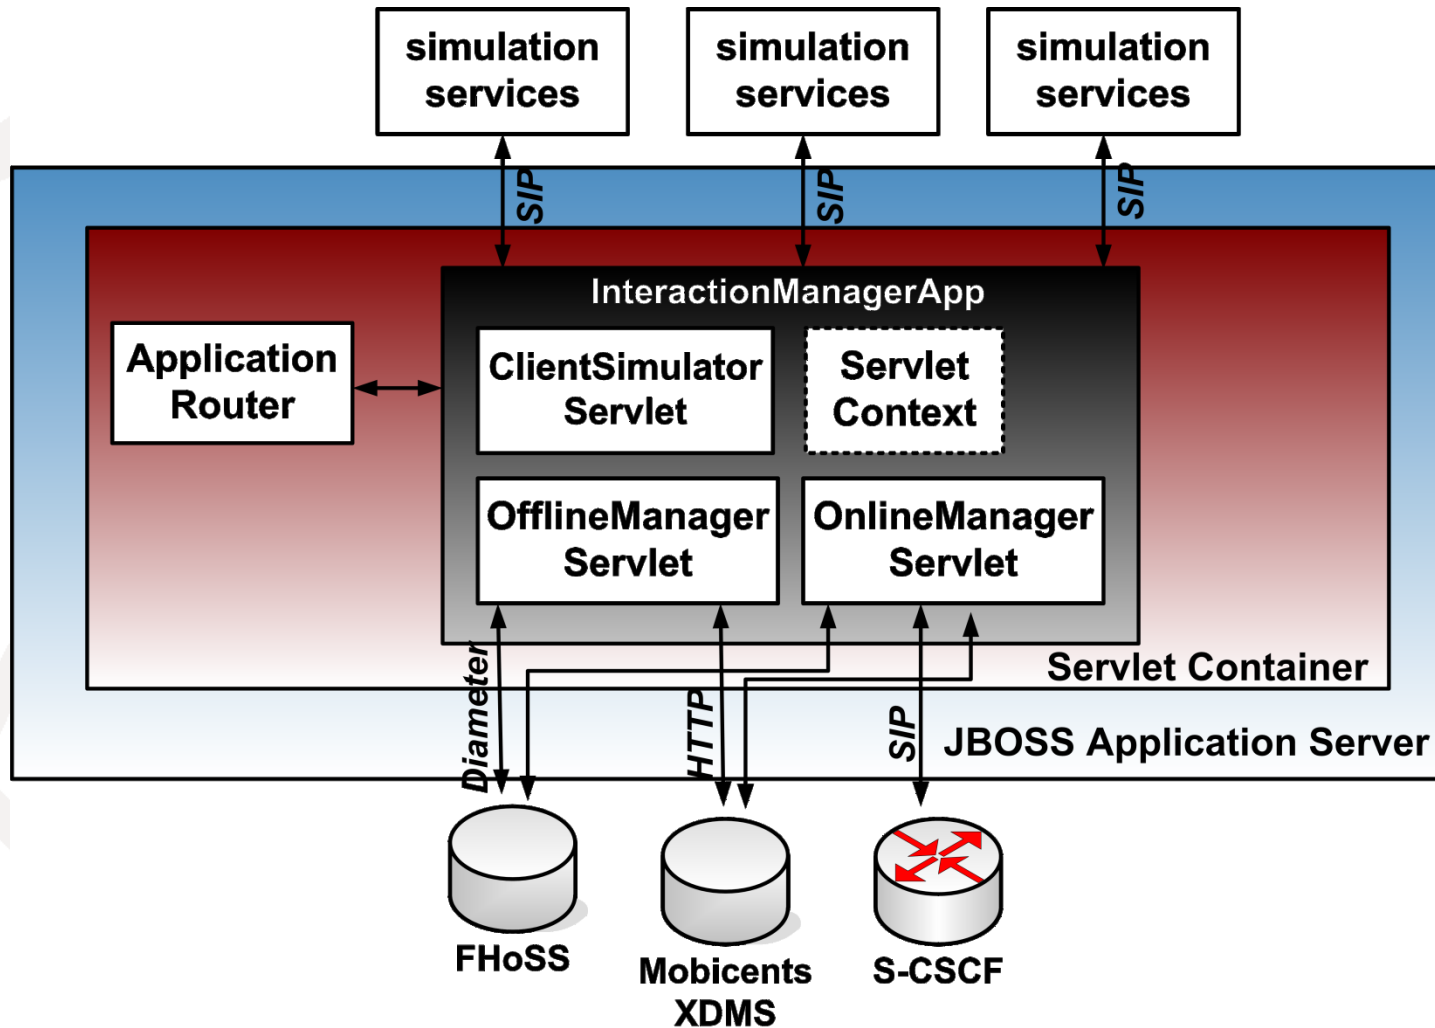 simulation
services
simulation
services
simulation
services
SIP
SIP
SIP
InteractionManagerApp
Application
Router
ClientSimulator
Servlet
Servlet
Context
OfflineManager
Servlet
OnlineManager
Servlet
Diameter
HTTP
SIP
Servlet Container
JBOSS Application Server
FHoSS
Mobicents
XDMS
S-CSCF